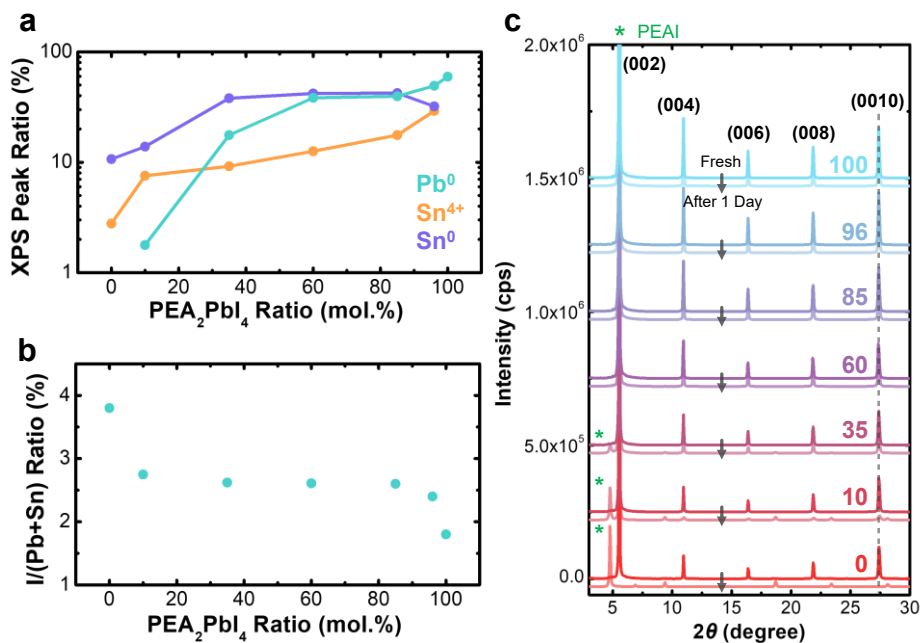 a
XPS Peak Ratio (%)
100
10
1
Pb⁰
Sn⁴⁺
Sn⁰
0 20 40 60 80 100
PEA₂PbI₄ Ratio (mol.%)
b
I/(Pb+Sn) Ratio (%)
4
3
2
1
0 20 40 60 80 100
PEA₂PbI₄ Ratio (mol.%)
c
* PEAI
Intensity (cps)
2.0x10⁶
1.5x10⁶
1.0x10⁶
5.0x10⁵
0.0
(002)
(004)
(006)
(008)
(0010)
Fresh
After 1 Day
100
96
85
60
35
10
0
*
*
*
5 10 15 20 25 30
2θ (degree)